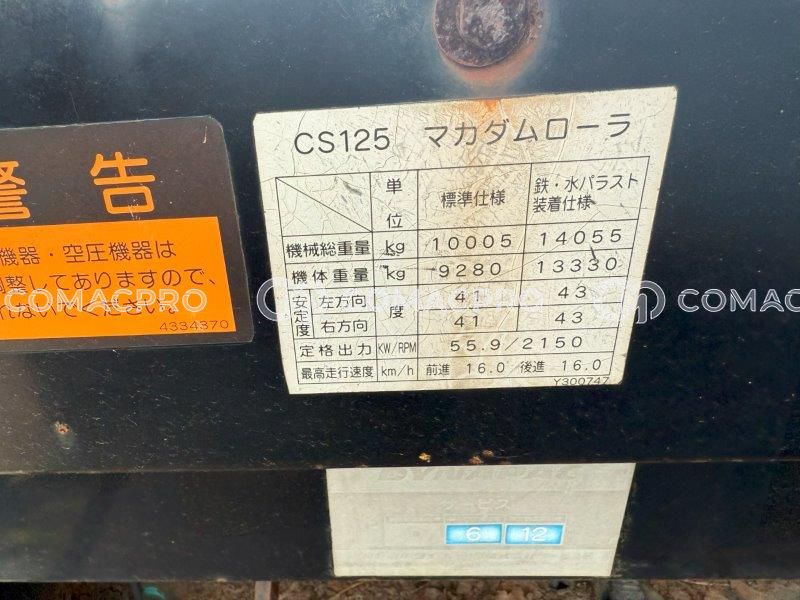 CS125 マカダムローラ
単位 標準仕様 鉄・水バラスト装着仕様
機械総重量 kg 10005 14055
機体重量 kg 9280 13330
安定度 左方向 度 41 43
右方向 41 43
定格出力 KW/RPM 55.9/2150
最高走行速度 km/h 前進 16.0 後進 16.0
Y300747
警告
機器・空圧機器は
調整してありますので、
4334370
COMACPRO
COMACPRO
COMACPRO
6 12